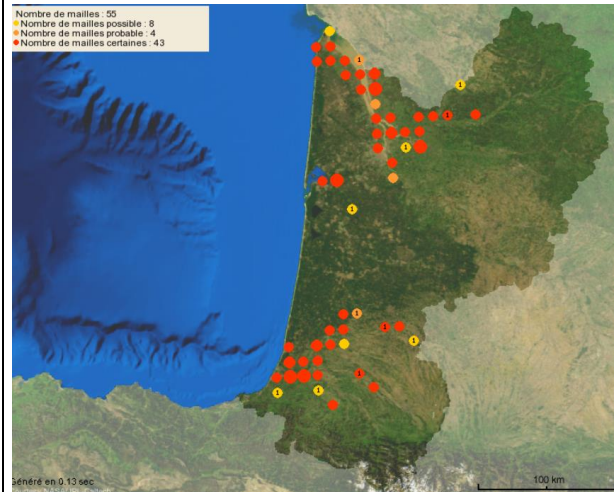 Nombre de mailles : 55
Nombre de mailles possible : 8
Nombre de mailles probable : 4
Nombre de mailles certaines : 43
1
1
1
1
1
1
1
1
1
1
1
Généré en 0.13 sec
100 km